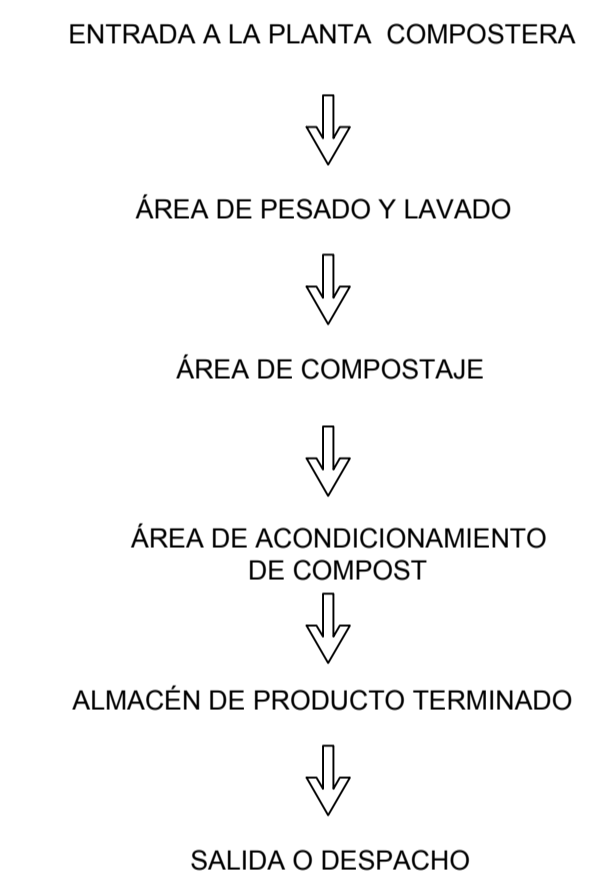 ENTRADA A LA PLANTA COMPOSTERA
ÁREA DE PESADO Y LAVADO
ÁREA DE COMPOSTAJE
ÁREA DE ACONDICIONAMIENTO
DE COMPOST
ALMACÉN DE PRODUCTO TERMINADO
SALIDA O DESPACHO